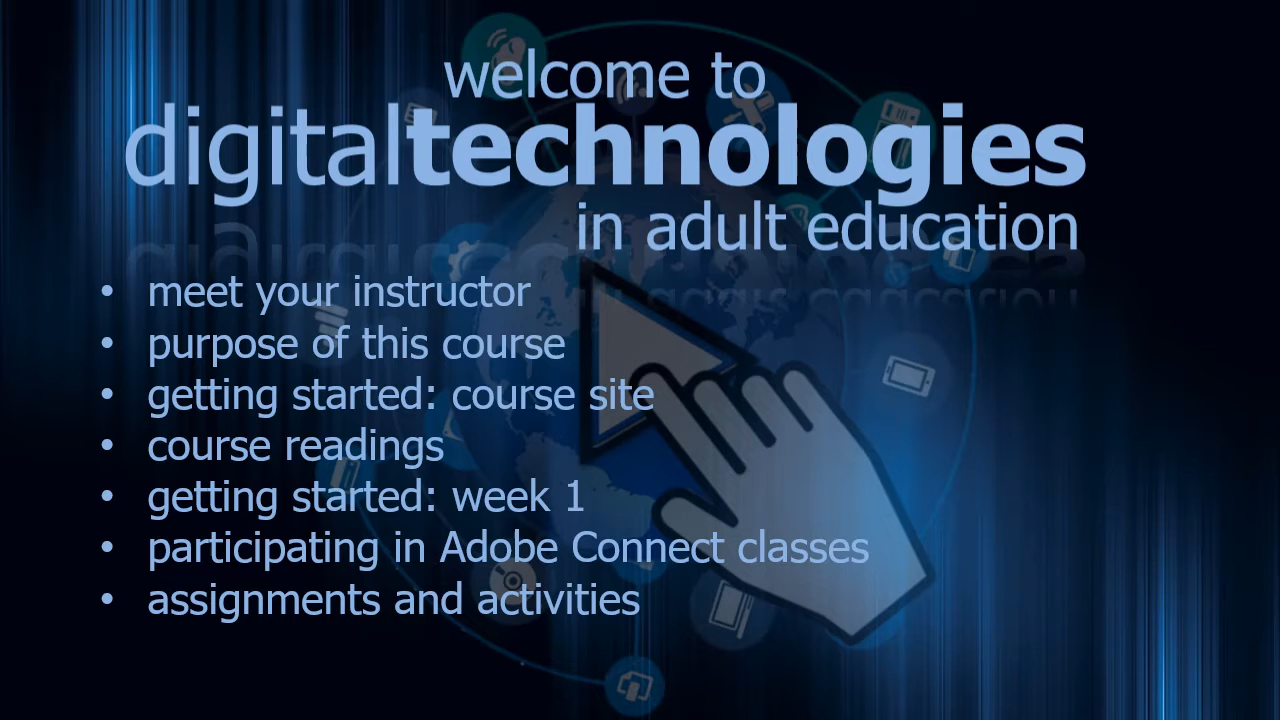 welcome to
digitaltechnologies
in adult education
• meet your instructor
• purpose of this course
• getting started: course site
• course readings
• getting started: week 1
• participating in Adobe Connect classes
• assignments and activities